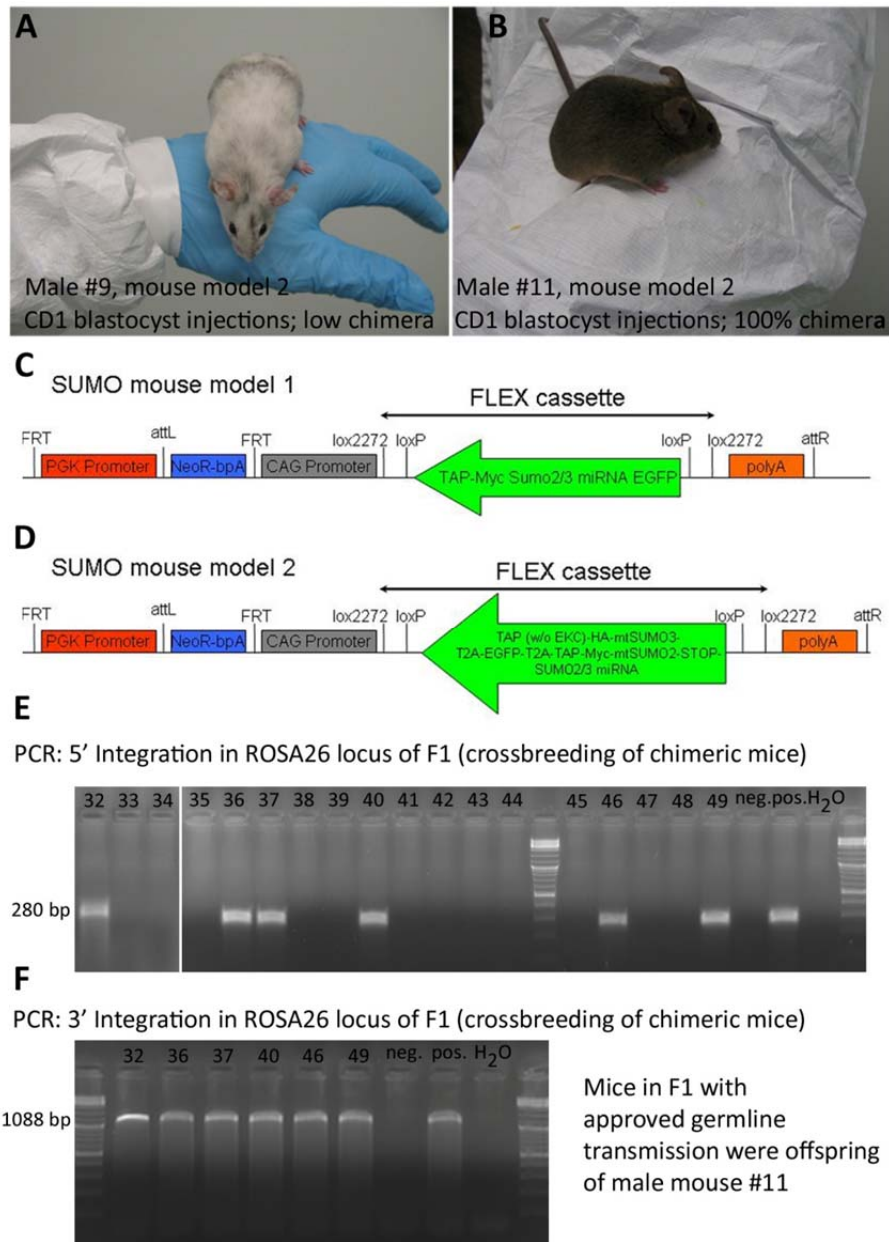 A
B
Male #9, mouse model 2
CD1 blastocyst injections; low chimera
Male #11, mouse model 2
CD1 blastocyst injections; 100% chimera
C
SUMO mouse model 1
FLEX cassette
FRT attL FRT lox2272 loxP loxP lox2272 attR
PGK Promoter NeoR-bpA CAG Promoter TAP-Myc Sumo2/3 miRNA EGFP polyA
D
SUMO mouse model 2
FLEX cassette
FRT attL FRT lox2272 loxP loxP lox2272 attR
PGK Promoter NeoR-bpA CAG Promoter polyA
TAP (w/o EKC)-HA-mtSUMO3-
T2A-EGFP-T2A-TAP-Myc-mtSUMO2-STOP-
SUMO2/3 miRNA
E
PCR: 5' Integration in ROSA26 locus of F1 (crossbreeding of chimeric mice)
32 33 34 35 36 37 38 39 40 41 42 43 44 45 46 47 48 49 neg. pos. H2O
280 bp
F
PCR: 3' Integration in ROSA26 locus of F1 (crossbreeding of chimeric mice)
32 36 37 40 46 49 neg. pos. H2O
1088 bp
Mice in F1 with
approved germline
transmission were offspring
of male mouse #11